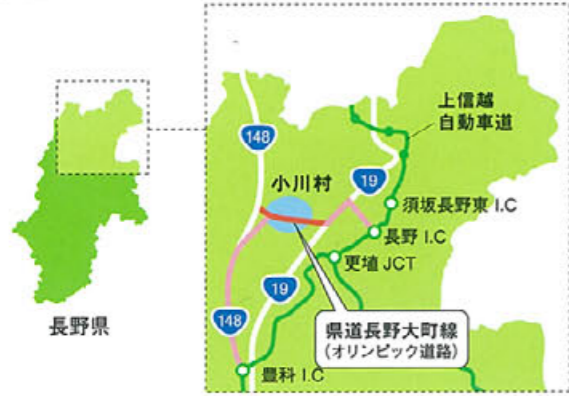 長野県
148
小川村
19
上信越
自動車道
須坂長野東 I.C
長野 I.C
更埴 JCT
19
148
県道長野大町線
(オリンピック道路)
豊科 I.C